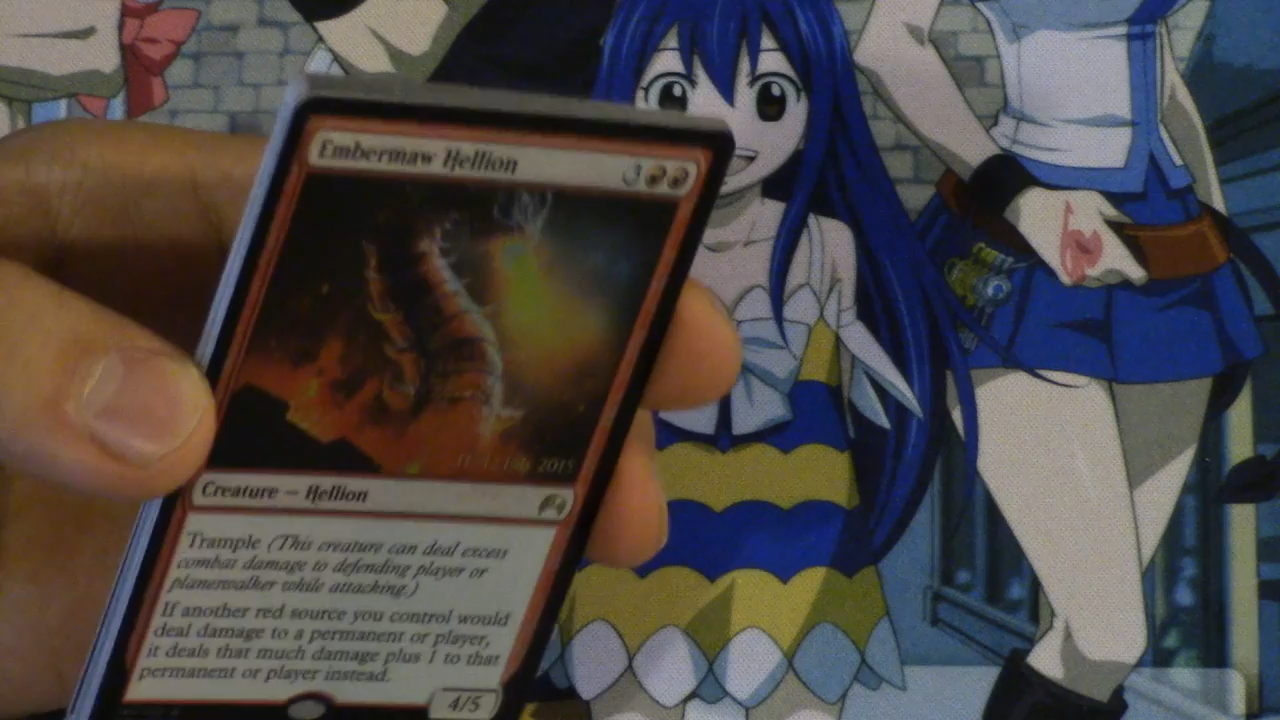 Embermaw Hellion
3
Creature — Hellion
Trample (This creature can deal excess
combat damage to defending player or
planeswalker while attacking.)
If another red source you control would
deal damage to a permanent or player,
it deals that much damage plus 1 to that
permanent or player instead.
4/5
2015